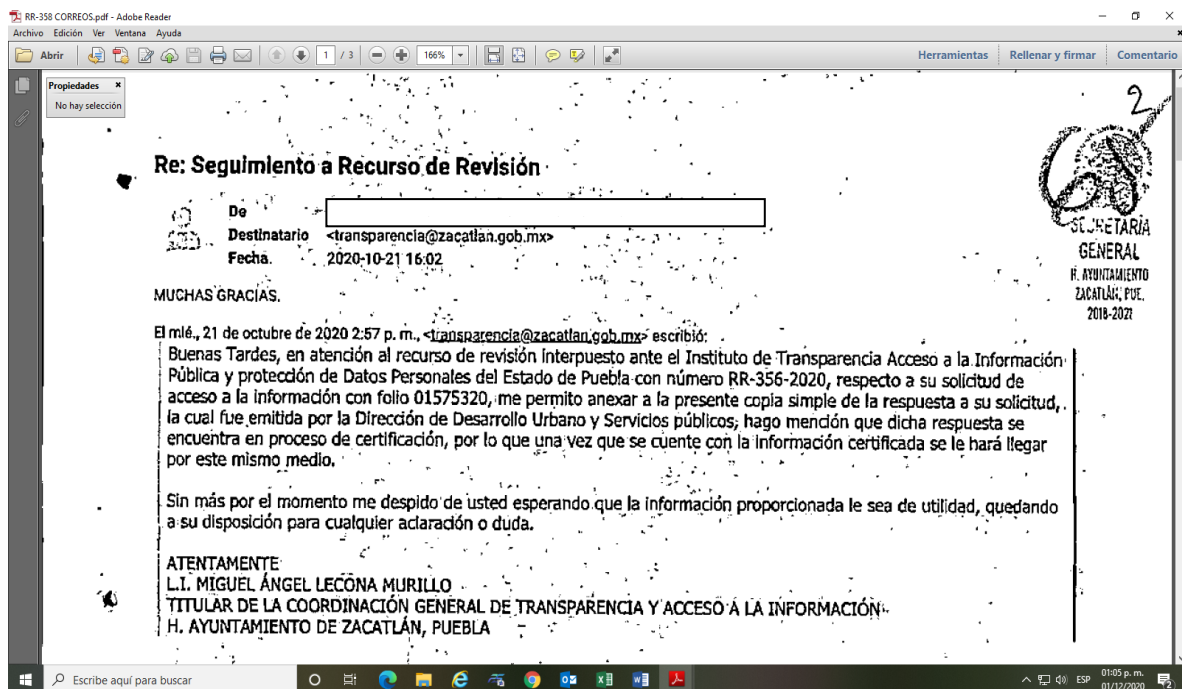 RR-358 CORREOS.pdf - Adobe Reader
Archivo Edición Ver Ventana Ayuda
Abrir 1 / 3 166% Herramientas Rellenar y firmar Comentario
Propiedades
No hay selección
2
Re: Seguimiento a Recurso de Revisión
De
Destinatario <transparencia@zacatlan.gob.mx>
Fecha 2020-10-21 16:02
SECRETARÍA
GENERAL
H. AYUNTAMIENTO
ZACATLÁN, PUE.
2018-2021
MUCHAS GRACIAS.
El mié., 21 de octubre de 2020 2:57 p. m., <transparencia@zacatlan.gob.mx> escribió:
Buenas Tardes, en atención al recurso de revisión interpuesto ante el Instituto de Transparencia Acceso a la Información
Pública y protección de Datos Personales del Estado de Puebla con número RR-356-2020, respecto a su solicitud de
acceso a la información con folio 01575320, me permito anexar a la presente copia simple de la respuesta a su solicitud,
la cual fue emitida por la Dirección de Desarrollo Urbano y Servicios públicos; hago mención que dicha respuesta se
encuentra en proceso de certificación, por lo que una vez que se cuente con la información certificada se le hará llegar
por este mismo medio.
Sin más por el momento me despido de usted esperando que la información proporcionada le sea de utilidad, quedando
a su disposición para cualquier aclaración o duda.
ATENTAMENTE
L.I. MIGUEL ÁNGEL LECONA MURILLO
TITULAR DE LA COORDINACIÓN GENERAL DE TRANSPARENCIA Y ACCESO A LA INFORMACIÓN
H. AYUNTAMIENTO DE ZACATLÁN, PUEBLA
Escribe aquí para buscar
ESP
01:05 p. m.
01/12/2020
2